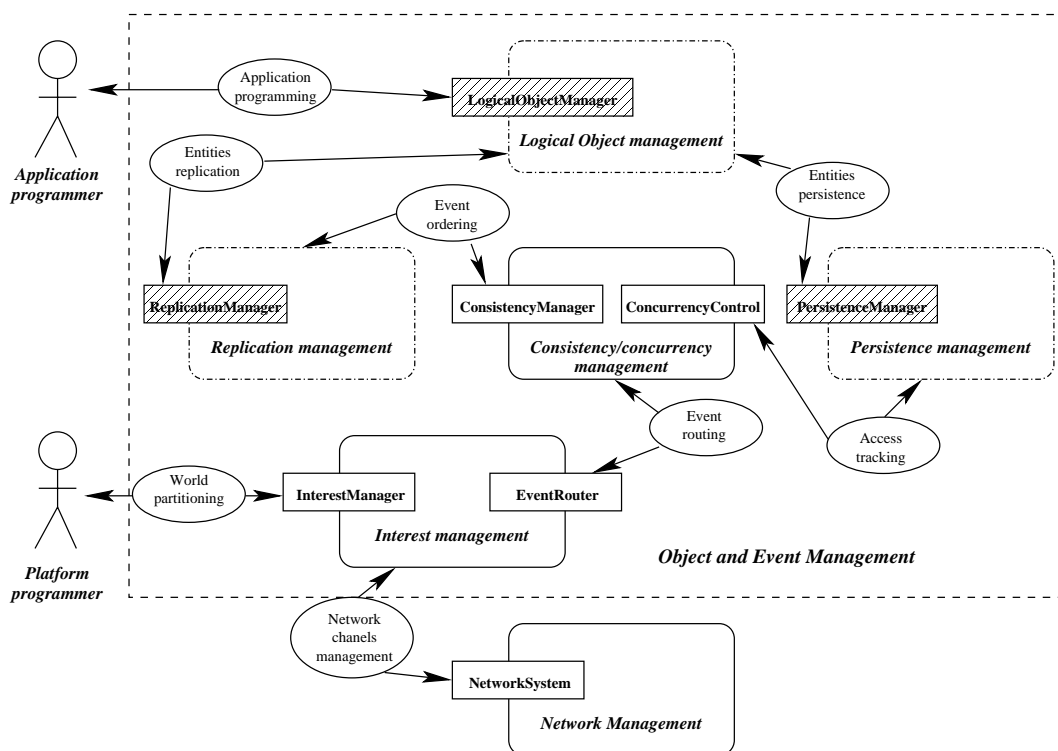 Application
programming
LogicalObjectManager
Logical Object management
Application
programmer
Entities
replication
Entities
persistence
Event
ordering
ReplicationManager
Replication management
ConsistencyManager
ConcurrencyControl
Consistency/concurrency
management
PersistenceManager
Persistence management
Event
routing
Access
tracking
World
partitioning
InterestManager
EventRouter
Interest management
Platform
programmer
Object and Event Management
Network
chanels
management
NetworkSystem
Network Management